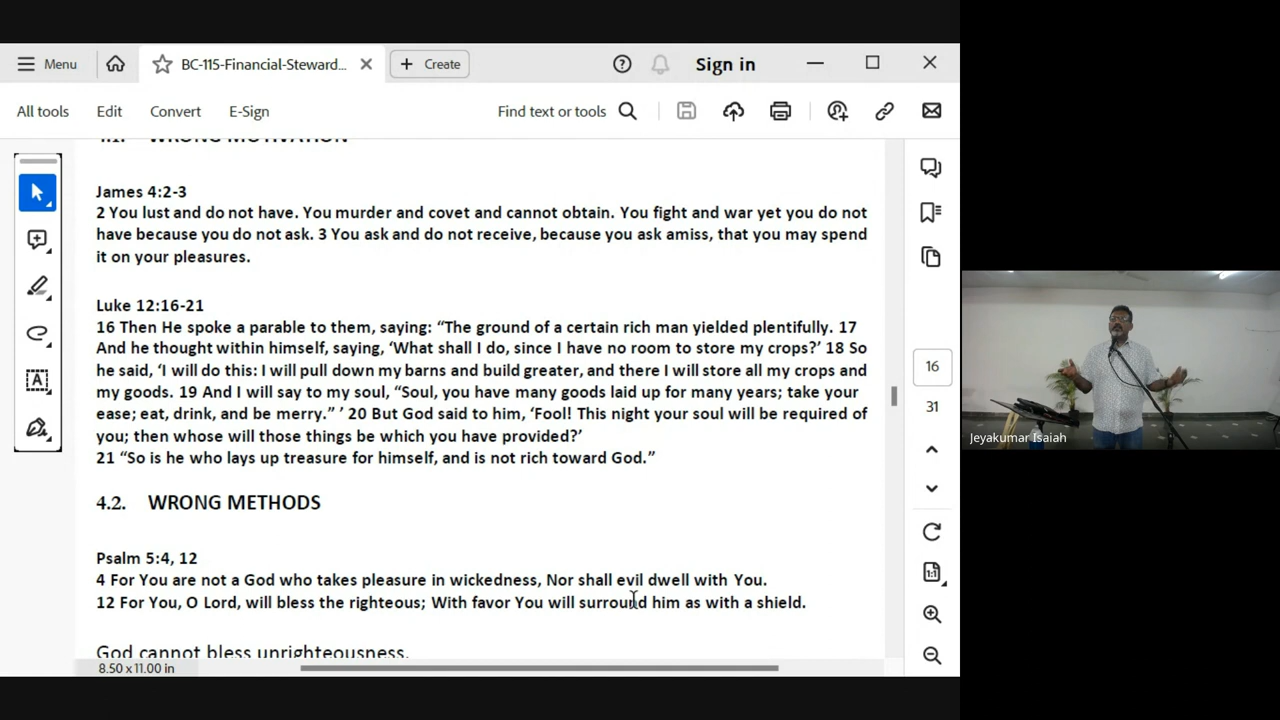 Menu
BC-115-Financial-Steward...
Create
Sign in
All tools
Edit
Convert
E-Sign
Find text or tools
4.1. WRONG MOTIVATION
James 4:2-3
2 You lust and do not have. You murder and covet and cannot obtain. You fight and war yet you do not
have because you do not ask. 3 You ask and do not receive, because you ask amiss, that you may spend
it on your pleasures.
Luke 12:16-21
16 Then He spoke a parable to them, saying: “The ground of a certain rich man yielded plentifully. 17
And he thought within himself, saying, ‘What shall I do, since I have no room to store my crops?’ 18 So
he said, ‘I will do this: I will pull down my barns and build greater, and there I will store all my crops and
my goods. 19 And I will say to my soul, “Soul, you have many goods laid up for many years; take your
ease; eat, drink, and be merry.” ’ 20 But God said to him, ‘Fool! This night your soul will be required of
you; then whose will those things be which you have provided?’
21 “So is he who lays up treasure for himself, and is not rich toward God.”
4.2. WRONG METHODS
Psalm 5:4, 12
4 For You are not a God who takes pleasure in wickedness, Nor shall evil dwell with You.
12 For You, O Lord, will bless the righteous; With favor You will surround him as with a shield.
God cannot bless unrighteousness.
8.50 x 11.00 in
16
31
1:1
Jeyakumar Isaiah